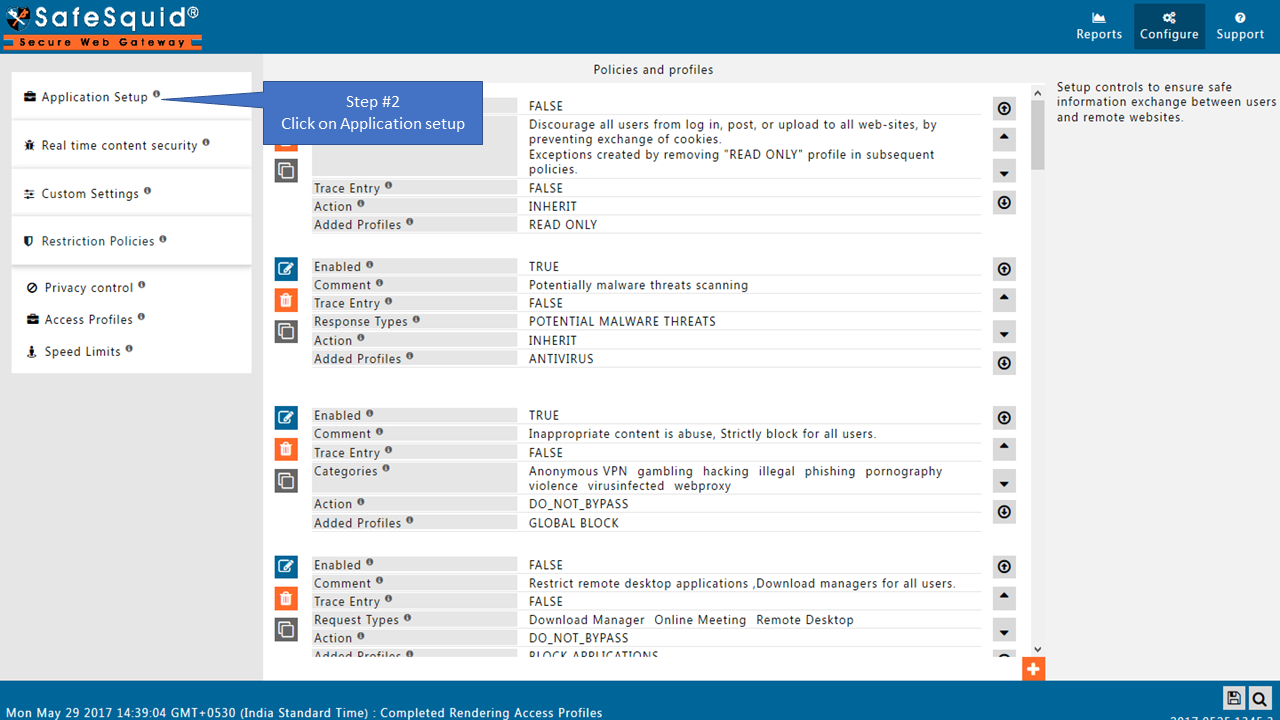 SafeSquid®
Secure Web Gateway
Reports
Configure
Support
Application Setup
Real time content security
Custom Settings
Restriction Policies
Privacy control
Access Profiles
Speed Limits
Step #2
Click on Application setup
Policies and profiles
FALSE
Discourage all users from log in, post, or upload to all web-sites, by
preventing exchange of cookies.
Exceptions created by removing "READ ONLY" profile in subsequent
policies.
Trace Entry FALSE
Action INHERIT
Added Profiles READ ONLY
Enabled TRUE
Comment Potentially malware threats scanning
Trace Entry FALSE
Response Types POTENTIAL MALWARE THREATS
Action INHERIT
Added Profiles ANTIVIRUS
Enabled TRUE
Comment Inappropriate content is abuse, Strictly block for all users.
Trace Entry FALSE
Categories Anonymous VPN gambling hacking illegal phishing pornography
violence virusinfected webproxy
Action DO_NOT_BYPASS
Added Profiles GLOBAL BLOCK
Enabled FALSE
Comment Restrict remote desktop applications ,Download managers for all users.
Trace Entry FALSE
Request Types Download Manager Online Meeting Remote Desktop
Action DO_NOT_BYPASS
Added Profiles BLOCK APPLICATIONS
Setup controls to ensure safe
information exchange between users
and remote websites.
Mon May 29 2017 14:39:04 GMT+0530 (India Standard Time) : Completed Rendering Access Profiles